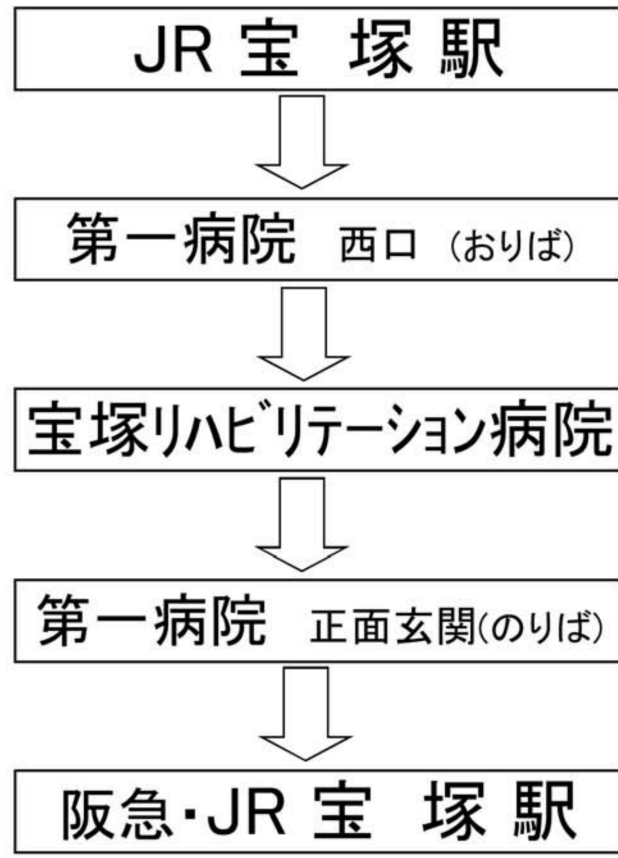 JR 宝 塚 駅
第一病院 西口 (おりば)
宝塚リハビリテーション病院
第一病院 正面玄関(のりば)
阪急・JR 宝 塚 駅